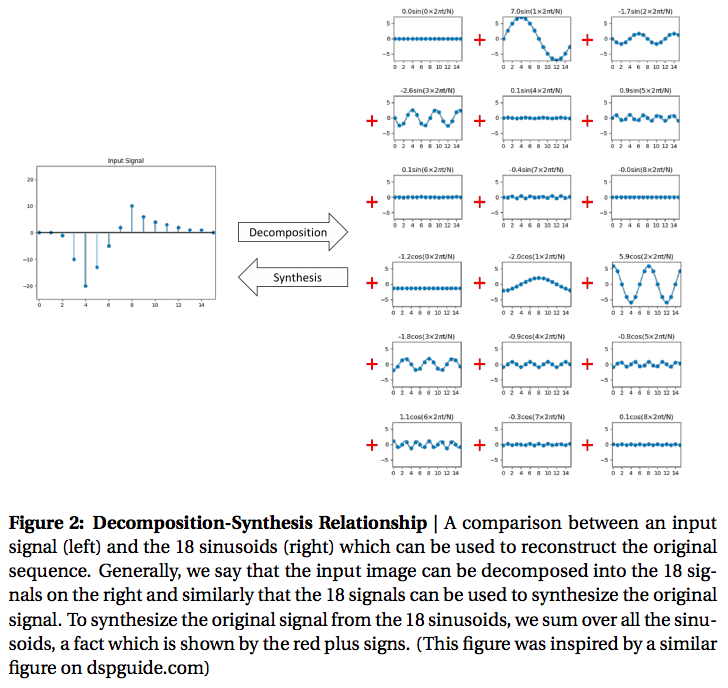 0.0sin(0×2πt/N)
7.0sin(1×2πt/N)
-1.7sin(2×2πt/N)
5
0
−5
0 2 4 6 8 10 12 14
5
0
−5
0 2 4 6 8 10 12 14
5
0
−5
0 2 4 6 8 10 12 14
+
+
-2.6sin(3×2πt/N)
0.1sin(4×2πt/N)
0.9sin(5×2πt/N)
+
5
0
−5
0 2 4 6 8 10 12 14
+
5
0
−5
0 2 4 6 8 10 12 14
+
5
0
−5
0 2 4 6 8 10 12 14
Input Signal
20
10
0
−10
−20
0 2 4 6 8 10 12 14
Decomposition
Synthesis
0.1sin(6×2πt/N)
-0.4sin(7×2πt/N)
-0.0sin(8×2πt/N)
+
5
0
−5
0 2 4 6 8 10 12 14
+
5
0
−5
0 2 4 6 8 10 12 14
+
5
0
−5
0 2 4 6 8 10 12 14
-1.2cos(0×2πt/N)
-2.0cos(1×2πt/N)
5.9cos(2×2πt/N)
+
5
0
−5
0 2 4 6 8 10 12 14
+
5
0
−5
0 2 4 6 8 10 12 14
+
5
0
−5
0 2 4 6 8 10 12 14
-1.8cos(3×2πt/N)
-0.9cos(4×2πt/N)
-0.8cos(5×2πt/N)
+
5
0
−5
0 2 4 6 8 10 12 14
+
5
0
−5
0 2 4 6 8 10 12 14
+
5
0
−5
0 2 4 6 8 10 12 14
1.1cos(6×2πt/N)
-0.3cos(7×2πt/N)
0.1cos(8×2πt/N)
+
5
0
−5
0 2 4 6 8 10 12 14
+
5
0
−5
0 2 4 6 8 10 12 14
+
5
0
−5
0 2 4 6 8 10 12 14
Figure 2: Decomposition-Synthesis Relationship | A comparison between an input
signal (left) and the 18 sinusoids (right) which can be used to reconstruct the original
sequence. Generally, we say that the input image can be decomposed into the 18 sig-
nals on the right and similarly that the 18 signals can be used to synthesize the original
signal. To synthesize the original signal from the 18 sinusoids, we sum over all the sinu-
soids, a fact which is shown by the red plus signs. (This figure was inspired by a similar
figure on dspguide.com)